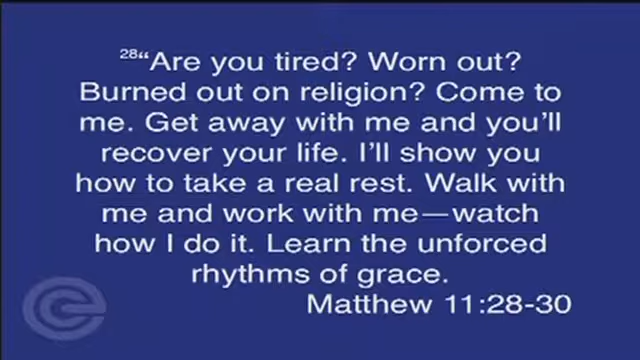 28“Are you tired? Worn out?
Burned out on religion? Come to
me. Get away with me and you’ll
recover your life. I’ll show you
how to take a real rest. Walk with
me and work with me—watch
how I do it. Learn the unforced
rhythms of grace.
Matthew 11:28-30